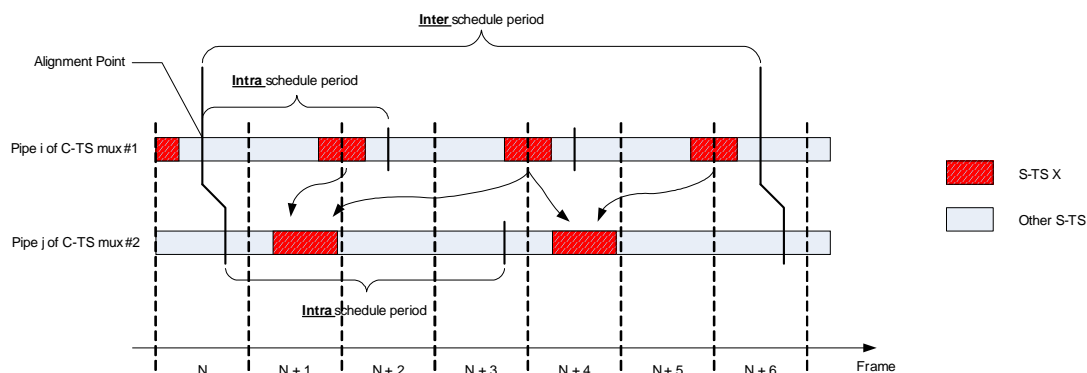 Inter schedule period
Alignment Point
Intra schedule period
Pipe i of C-TS mux #1
S-TS X
Other S-TS
Pipe j of C-TS mux #2
Intra schedule period
Frame
N
N + 1
N + 2
N + 3
N + 4
N + 5
N + 6